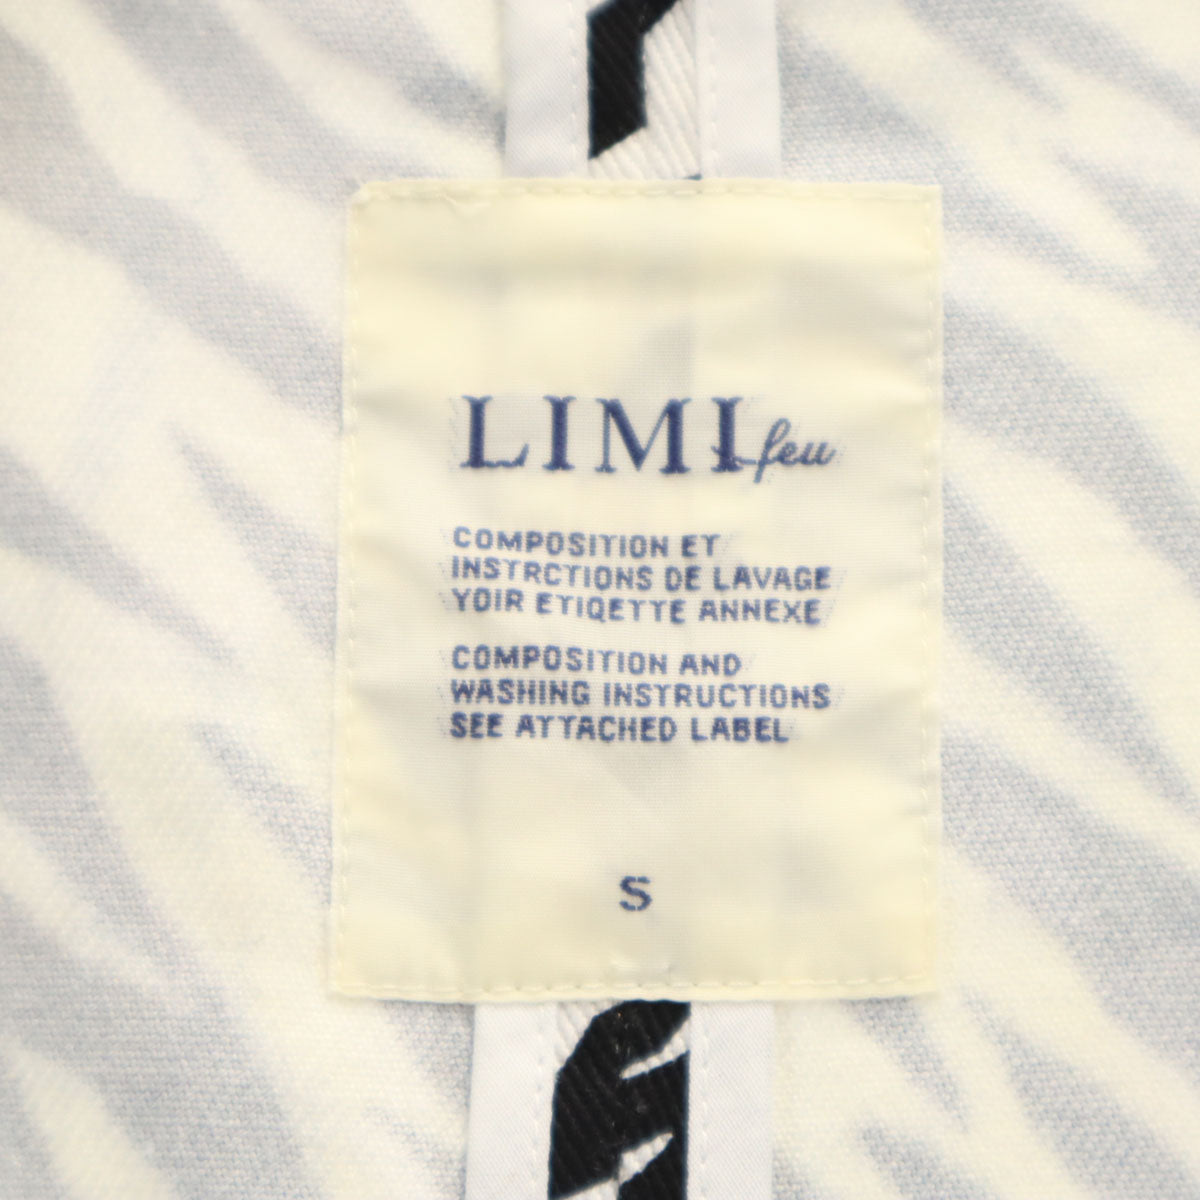 LIMI feu
COMPOSITION ET
INSTRCTIONS DE LAVAGE
YOIR ETIQETTE ANNEXE
COMPOSITION AND
WASHING INSTRUCTIONS
SEE ATTACHED LABEL
S